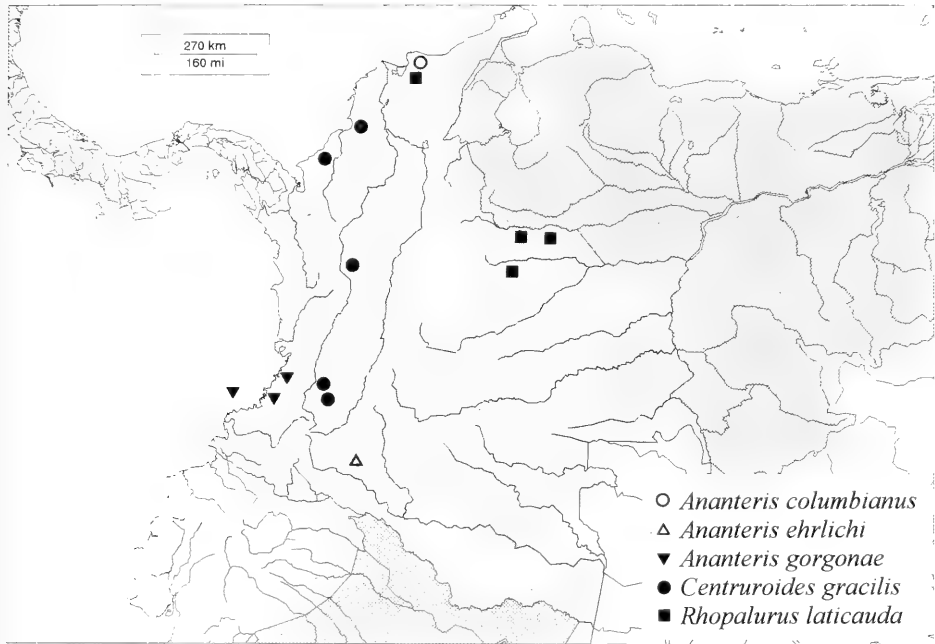 270 km
160 mi
Ananteris columbianus
Ananteris ehrlichi
Ananteris gorgonae
Centruroides gracilis
Rhopalurus laticauda